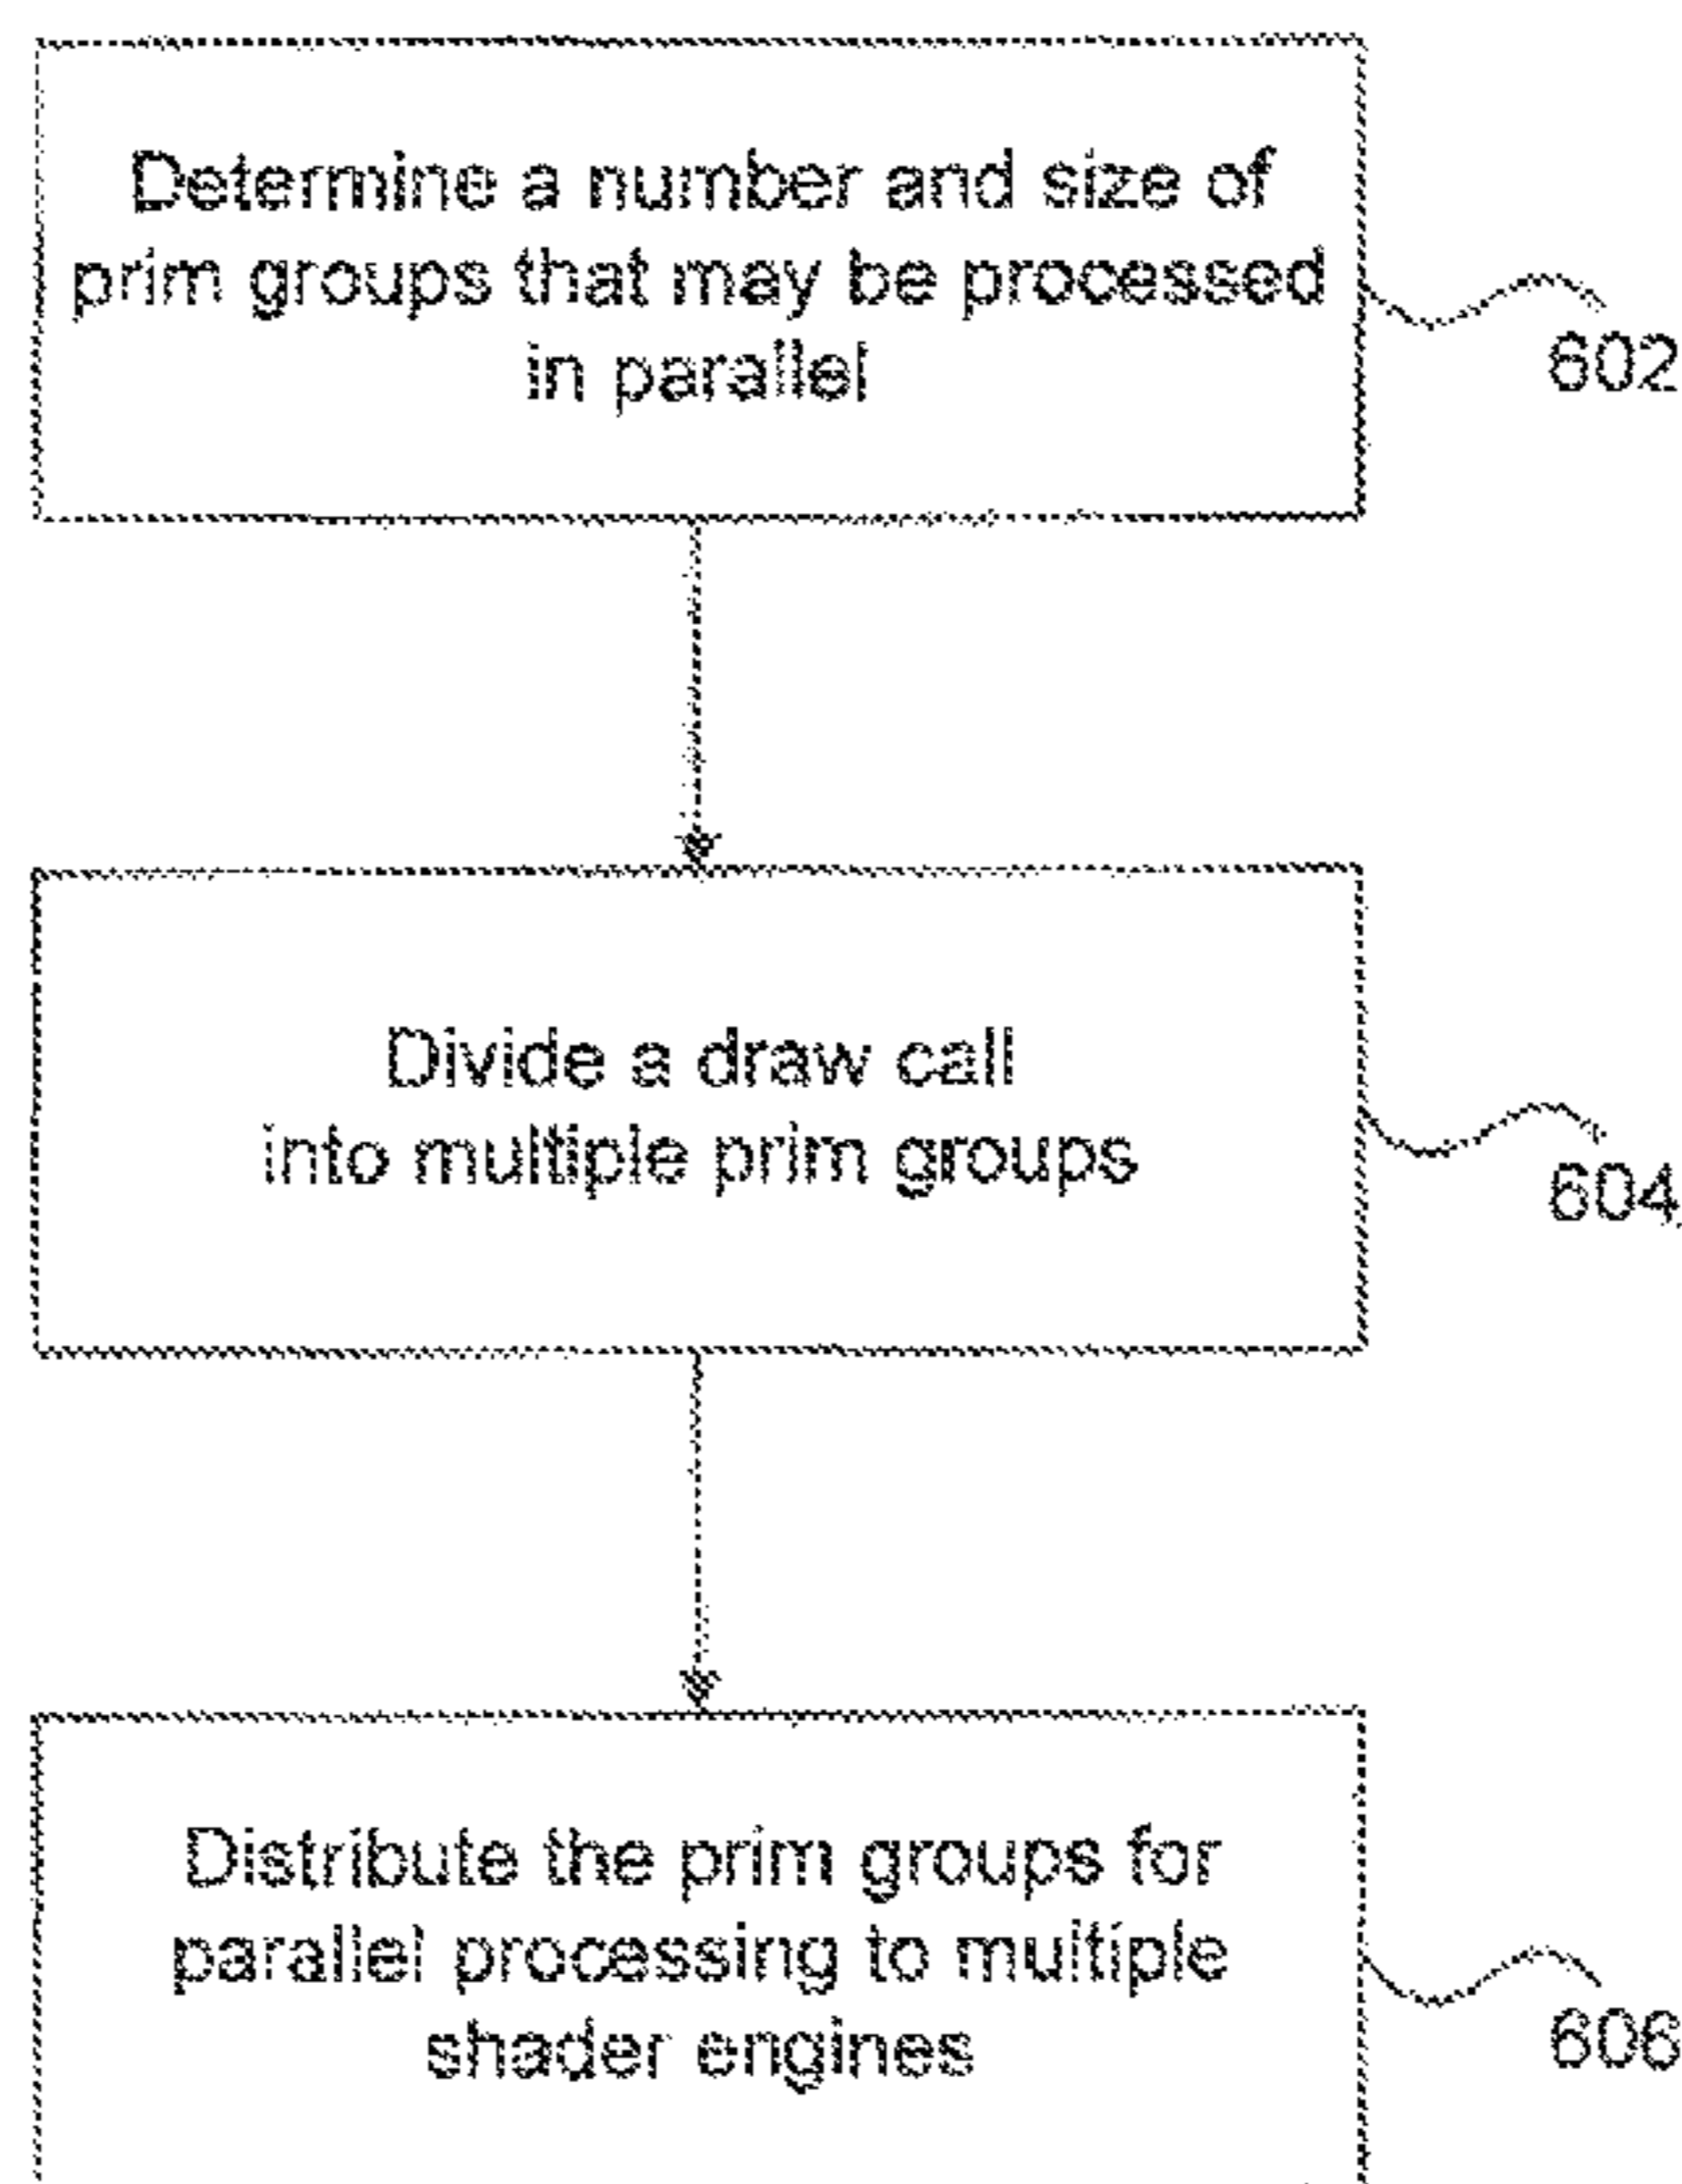 Determine a number and size of
prim groups that may be processed
in parallel
602
Divide a draw call
into multiple prim groups
604
Distribute the prim groups for
parallel processing to multiple
shader engines
606